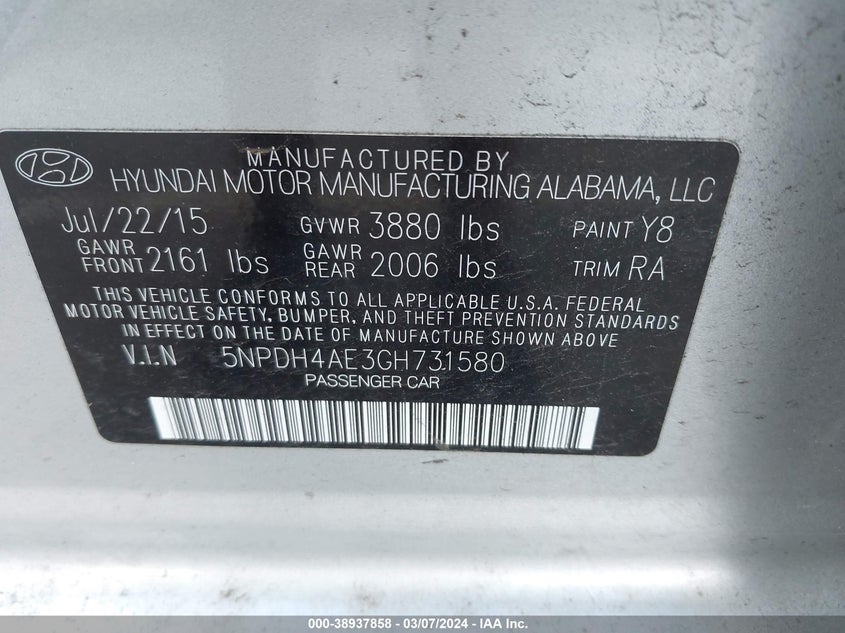 MANUFACTURED BY
HYUNDAI MOTOR MANUFACTURING ALABAMA, LLC
Jul/22/15 GVWR 3880 lbs PAINT Y8
GAWR FRONT 2161 lbs GAWR REAR 2006 lbs TRIM RA
THIS VEHICLE CONFORMS TO ALL APPLICABLE U.S.A. FEDERAL
MOTOR VEHICLE SAFETY, BUMPER, AND THEFT PREVENTION STANDARDS
IN EFFECT ON THE DATE OF MANUFACTURE SHOWN ABOVE
V.I.N 5NPDH4AE3GH731580
PASSENGER CAR
000-38937858 - 03/07/2024 - IAA Inc.